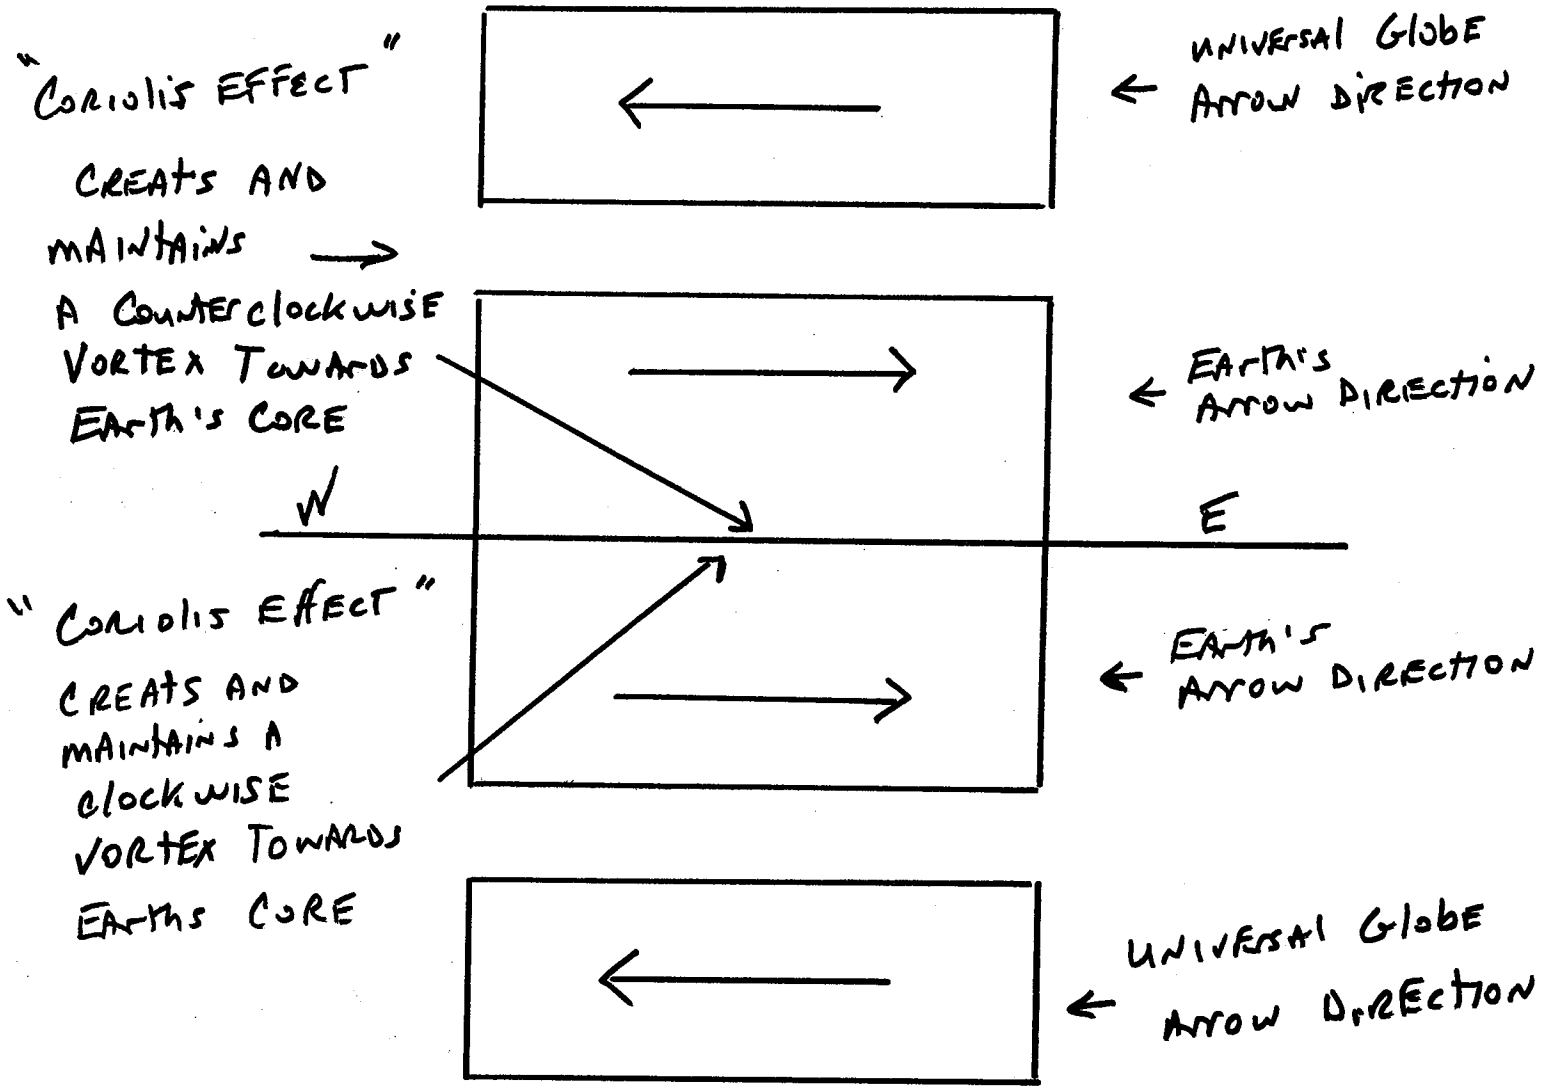 "Coriolis EFFECT"
CREATS AND
MAINTAINS
A COUNTERclockwisE
VORTEX TOWARDS
EARTh's CORE
UNIVERSAl GlobE
ARROW DiRECTION
EARTh's
ARROW DIRECTION
W
E
"Coriolis EffECT"
CREATS AND
MAINTAINS A
clockwisE
VORTEX TOWARDS
EARThs CORE
EARTh's
ARROW DIRECTION
UNIVERSAl GlobE
ARROW DIRECTION